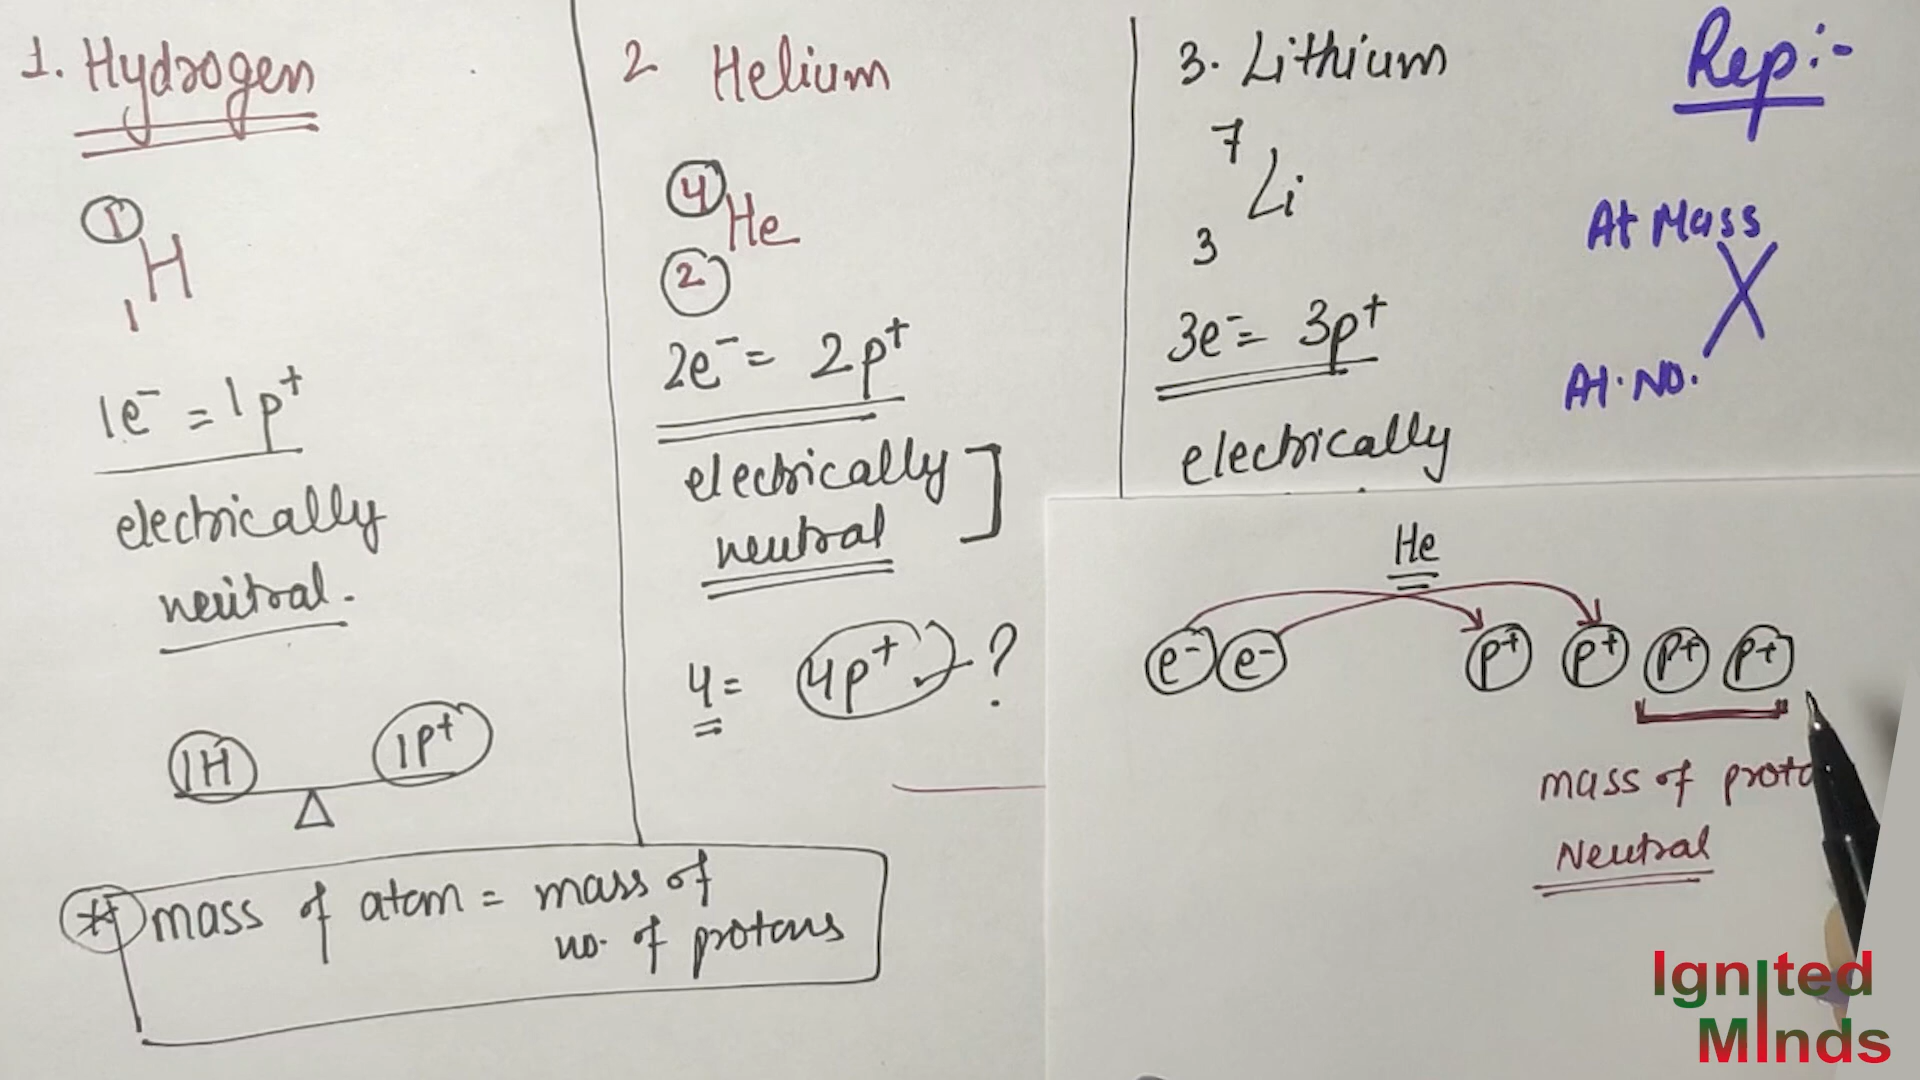 1. Hydrogen
1
H
1
1e⁻ = 1p⁺
electrically
neutral.
1H
1p⁺
* mass of atom = mass of
no. of protons
2 Helium
4
He
2
2e⁻ = 2p⁺
electrically
neutral
4 = 4p⁺ ?
3. Lithium
7
Li
3
3e⁻ = 3p⁺
electrically
Rep:-
At Mass
X
At. No.
He
e⁻ e⁻ p⁺ p⁺ p⁺ p⁺
mass of proto
Neutral
Ignited
Minds